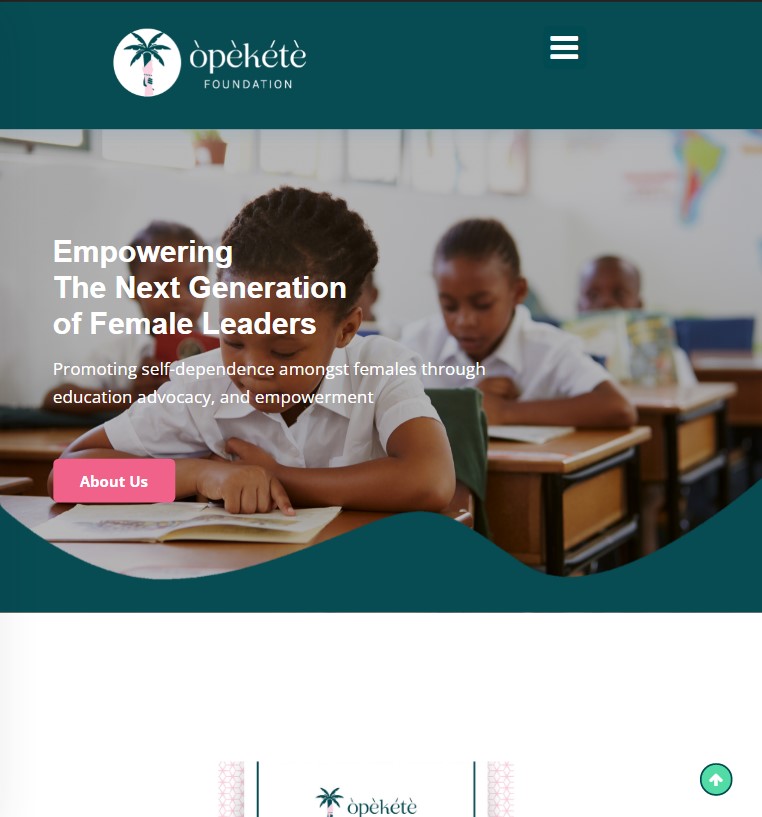 òpèkétè
FOUNDATION
Empowering
The Next Generation
of Female Leaders
Promoting self-dependence amongst females through
education advocacy, and empowerment
About Us
òpèkétè